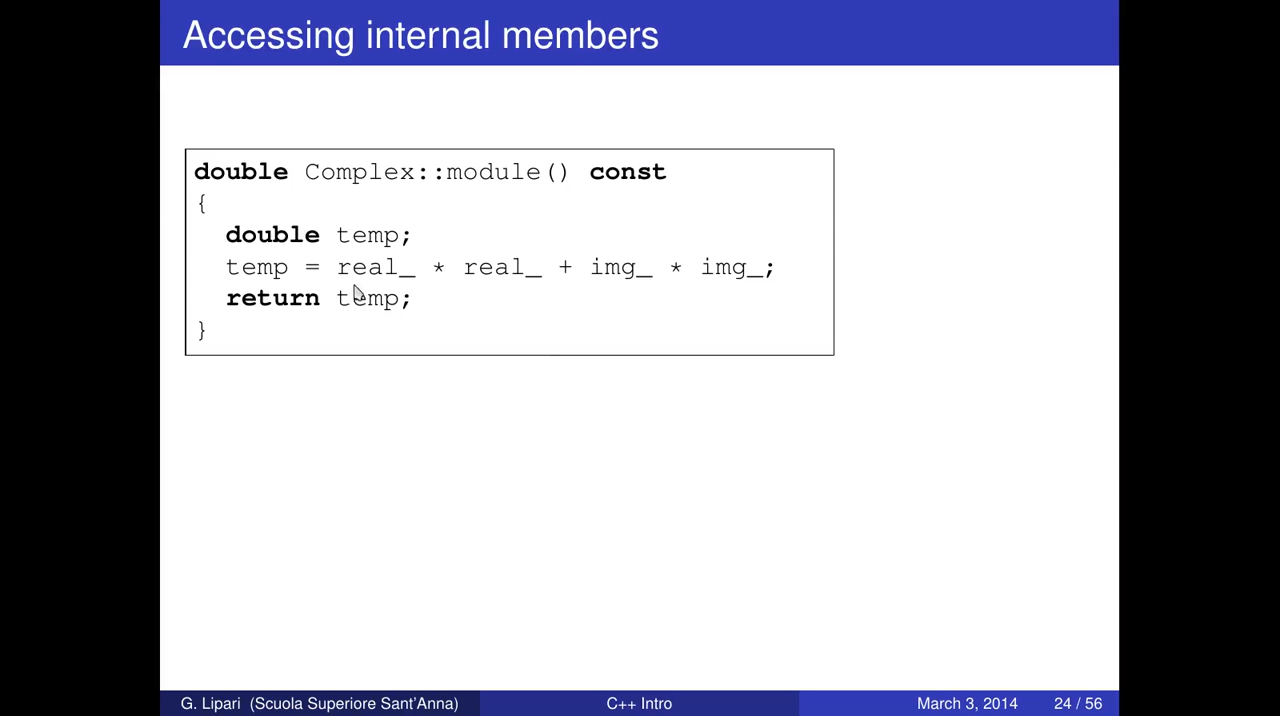 Accessing internal members
double Complex::module() const
{
  double temp;
  temp = real_ * real_ + img_ * img_;
  return temp;
}
G. Lipari (Scuola Superiore Sant'Anna)
C++ Intro
March 3, 2014
24 / 56